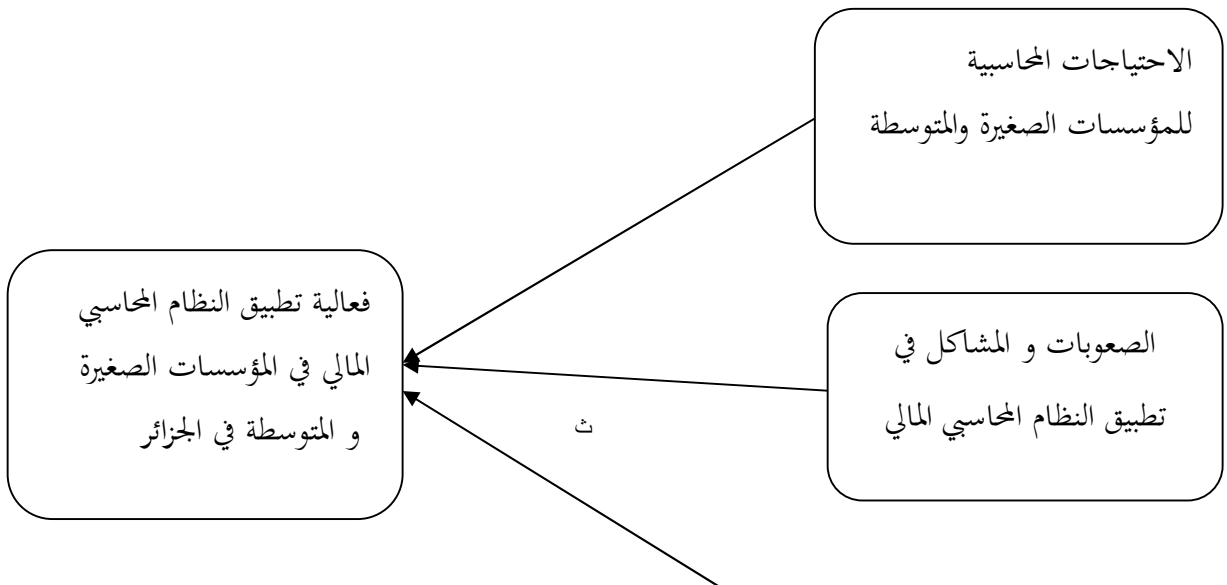 الاحتياجات المحاسبية
للمؤسسات الصغيرة والمتوسطة
الصعوبات و المشاكل في
تطبيق النظام المحاسبي المالي
فعالية تطبيق النظام المحاسبي
المالي في المؤسسات الصغيرة
و المتوسطة في الجزائر
ث